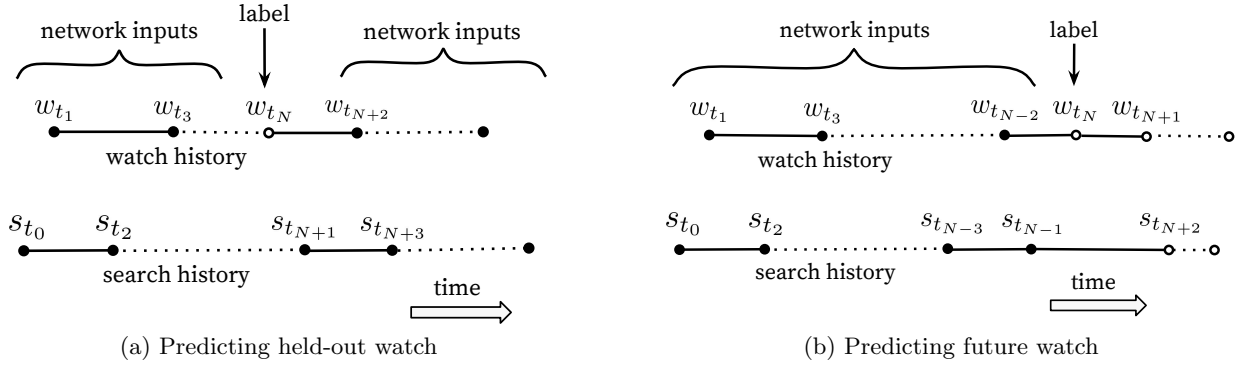 label
network inputs network inputs
w_{t_1} w_{t_3} w_{t_N} w_{t_{N+2}}
watch history
s_{t_0} s_{t_2} s_{t_{N+1}} s_{t_{N+3}}
search history
time
(a) Predicting held-out watch
network inputs
label
w_{t_1} w_{t_3} w_{t_{N-2}} w_{t_N} w_{t_{N+1}}
watch history
s_{t_0} s_{t_2} s_{t_{N-3}} s_{t_{N-1}} s_{t_{N+2}}
search history
time
(b) Predicting future watch